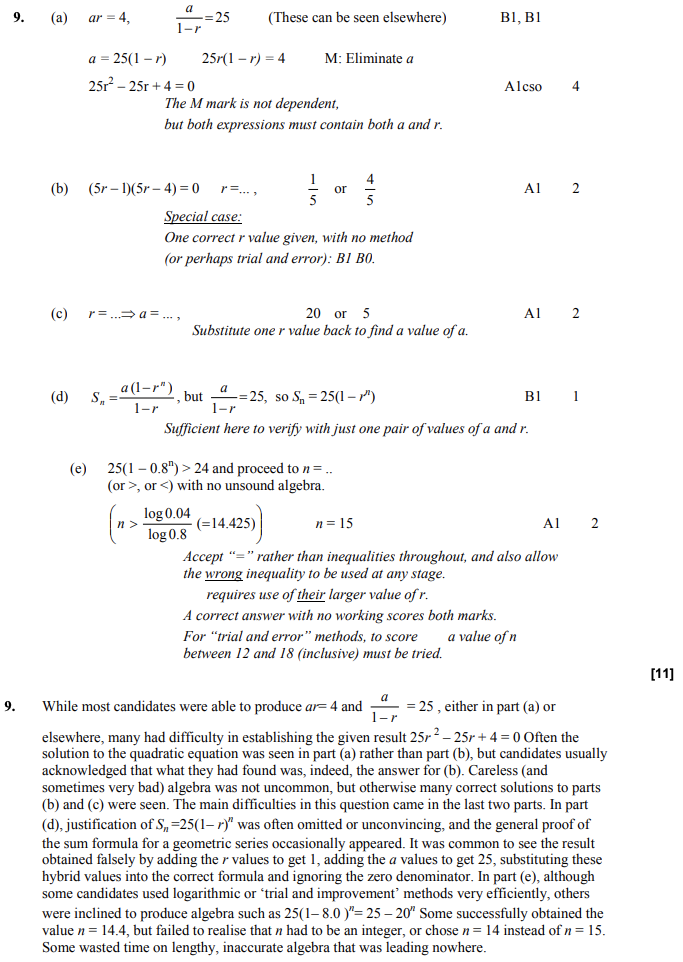 9. (a) ar = 4, a/(1–r) = 25 (These can be seen elsewhere) B1, B1
a = 25(1 – r) 25r(1 – r) = 4 M: Eliminate a
25r² – 25r + 4 = 0 A1cso 4
The M mark is not dependent,
but both expressions must contain both a and r.
(b) (5r – 1)(5r – 4) = 0 r =... , 1/5 or 4/5 A1 2
Special case:
One correct r value given, with no method
(or perhaps trial and error): B1 B0.
(c) r = ...⇒ a = ... , 20 or 5 A1 2
Substitute one r value back to find a value of a.
(d) Sₙ = a(1–rⁿ)/(1–r), but a/(1–r) = 25, so Sₙ = 25(1 – rⁿ) B1 1
Sufficient here to verify with just one pair of values of a and r.
(e) 25(1 – 0.8ⁿ) > 24 and proceed to n = ..
(or >, or <) with no unsound algebra.
(n > log 0.04/log 0.8 (=14.425)) n = 15 A1 2
Accept “=” rather than inequalities throughout, and also allow
the wrong inequality to be used at any stage.
requires use of their larger value of r.
A correct answer with no working scores both marks.
For “trial and error” methods, to score a value of n
between 12 and 18 (inclusive) must be tried.
[11]
9. While most candidates were able to produce ar= 4 and a/(1–r) = 25 , either in part (a) or
elsewhere, many had difficulty in establishing the given result 25r² – 25r + 4 = 0 Often the
solution to the quadratic equation was seen in part (a) rather than part (b), but candidates usually
acknowledged that what they had found was, indeed, the answer for (b). Careless (and
sometimes very bad) algebra was not uncommon, but otherwise many correct solutions to parts
(b) and (c) were seen. The main difficulties in this question came in the last two parts. In part
(d), justification of Sₙ =25(1– r)ⁿ was often omitted or unconvincing, and the general proof of
the sum formula for a geometric series occasionally appeared. It was common to see the result
obtained falsely by adding the r values to get 1, adding the a values to get 25, substituting these
hybrid values into the correct formula and ignoring the zero denominator. In part (e), although
some candidates used logarithmic or ‘trial and improvement’ methods very efficiently, others
were inclined to produce algebra such as 25(1– 8.0 )ⁿ= 25 – 20ⁿ Some successfully obtained the
value n = 14.4, but failed to realise that n had to be an integer, or chose n = 14 instead of n = 15.
Some wasted time on lengthy, inaccurate algebra that was leading nowhere.